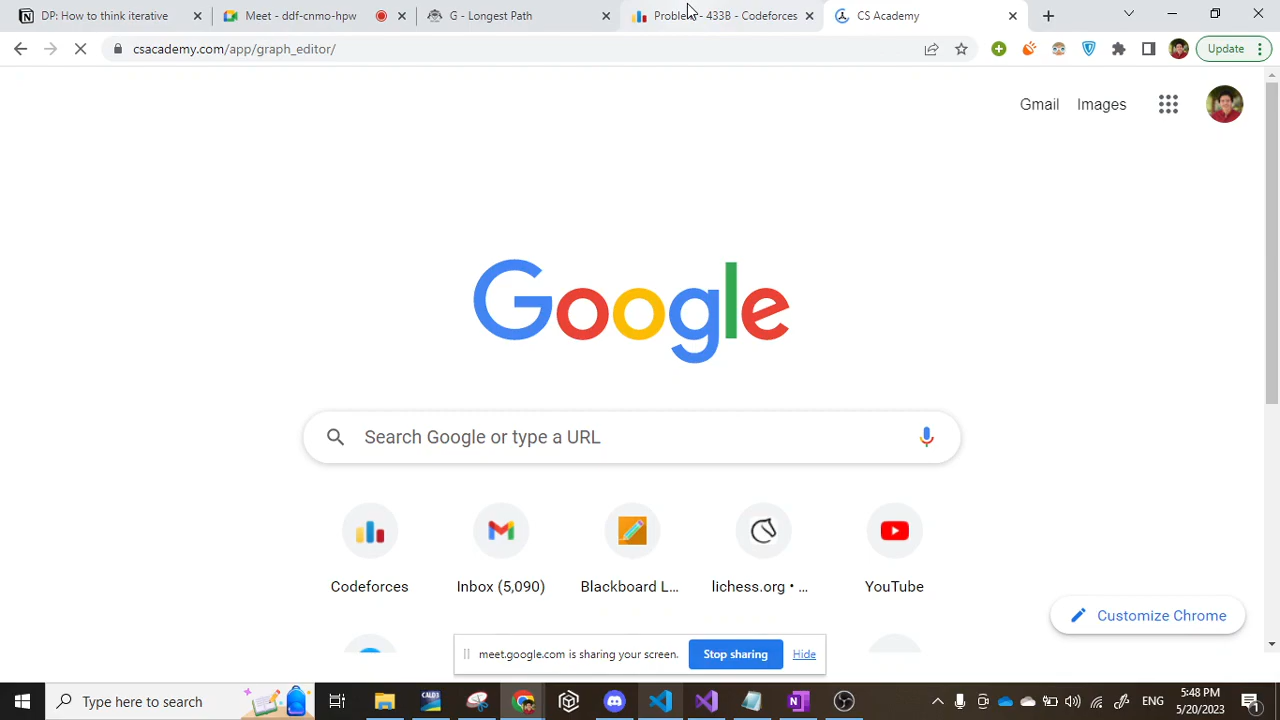 DP: How to think iterative
Meet - ddf-cnmo-hpw
G - Longest Path
Problem - 433B - Codeforces
CS Academy
csacademy.com/app/graph_editor/
Update
Gmail
Images
Google
Search Google or type a URL
Codeforces
Inbox (5,090)
Blackboard L...
lichess.org • ...
YouTube
Customize Chrome
meet.google.com is sharing your screen.
Stop sharing
Hide
Type here to search
CALD3
ENG
5:48 PM
5/20/2023
1